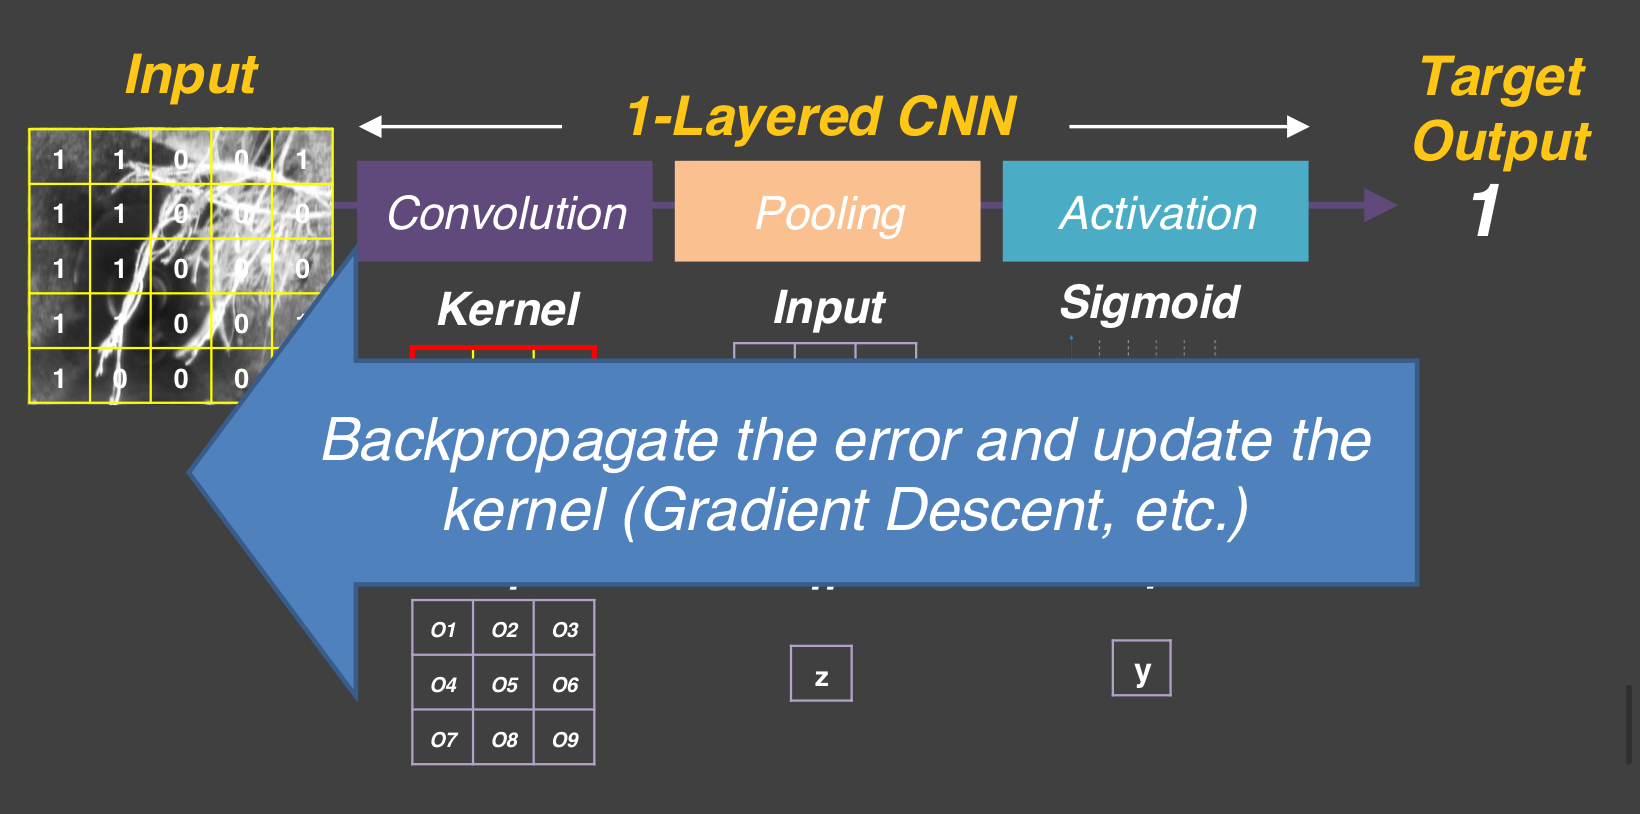 Input
1-Layered CNN
Target
Output
1
1 1 0 0 1
1 1 0 0 0
1 1 0 0 0
1 1 0 0
1 0 0 0
Convolution
Pooling
Activation
Kernel
Input
Sigmoid
Backpropagate the error and update the
kernel (Gradient Descent, etc.)
O1 O2 O3
O4 O5 O6
O7 O8 O9
z
y